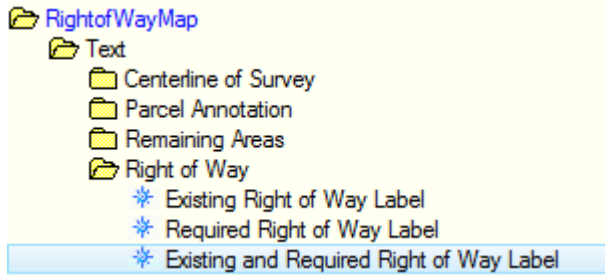 RightofWayMap
Text
Centerline of Survey
Parcel Annotation
Remaining Areas
Right of Way
Existing Right of Way Label
Required Right of Way Label
Existing and Required Right of Way Label